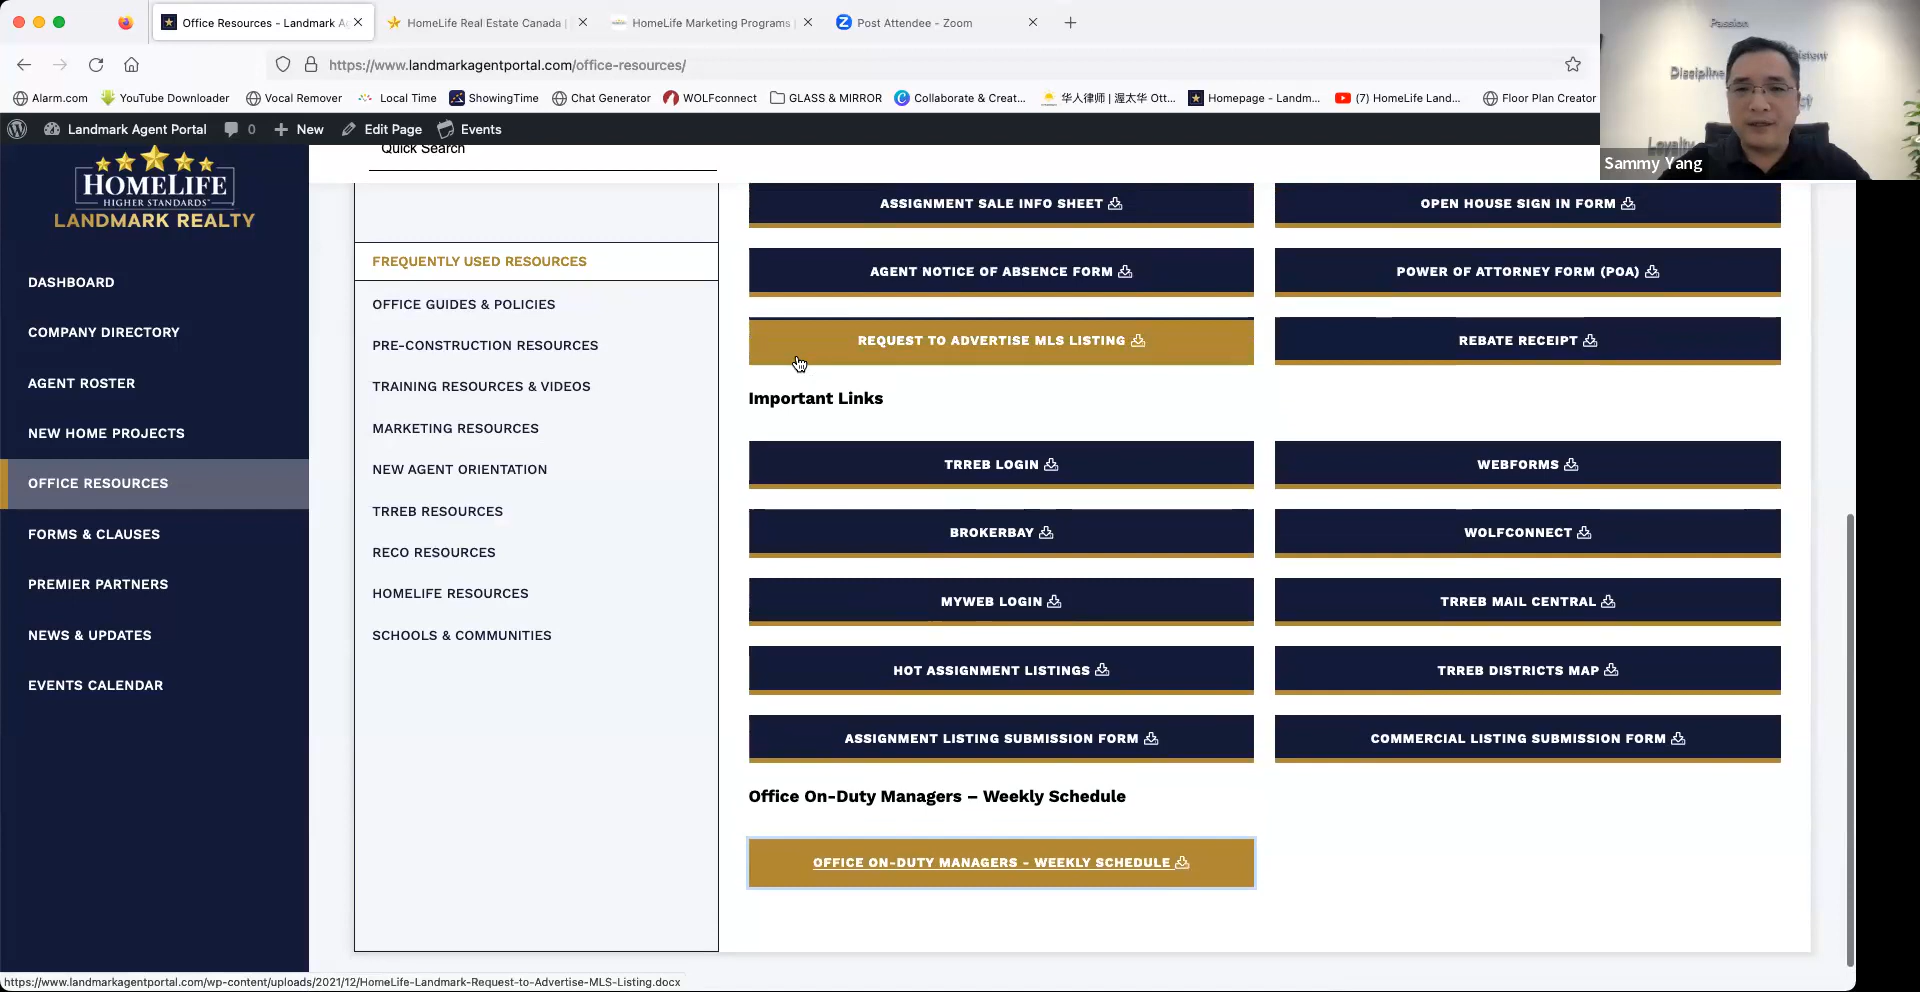 Office Resources - Landmark A
HomeLife Real Estate Canada |
HomeLife Marketing Programs
Post Attendee - Zoom
https://www.landmarkagentportal.com/office-resources/
Alarm.com
YouTube Downloader
Vocal Remover
Local Time
ShowingTime
Chat Generator
WOLFconnect
GLASS & MIRROR
Collaborate & Creat...
华人律师 | 渥太华 Ott...
Homepage - Landm...
(7) HomeLife Land...
Floor Plan Creator
Landmark Agent Portal
0
New
Edit Page
Events
Passion
Discipline
Loyalty
Sammy Yang
HOMELIFE
HIGHER STANDARDS
LANDMARK REALTY
DASHBOARD
COMPANY DIRECTORY
AGENT ROSTER
NEW HOME PROJECTS
OFFICE RESOURCES
FORMS & CLAUSES
PREMIER PARTNERS
NEWS & UPDATES
EVENTS CALENDAR
Quick Search
FREQUENTLY USED RESOURCES
OFFICE GUIDES & POLICIES
PRE-CONSTRUCTION RESOURCES
TRAINING RESOURCES & VIDEOS
MARKETING RESOURCES
NEW AGENT ORIENTATION
TRREB RESOURCES
RECO RESOURCES
HOMELIFE RESOURCES
SCHOOLS & COMMUNITIES
ASSIGNMENT SALE INFO SHEET
OPEN HOUSE SIGN IN FORM
AGENT NOTICE OF ABSENCE FORM
POWER OF ATTORNEY FORM (POA)
REQUEST TO ADVERTISE MLS LISTING
REBATE RECEIPT
Important Links
TRREB LOGIN
WEBFORMS
BROKERBAY
WOLFCONNECT
MYWEB LOGIN
TRREB MAIL CENTRAL
HOT ASSIGNMENT LISTINGS
TRREB DISTRICTS MAP
ASSIGNMENT LISTING SUBMISSION FORM
COMMERCIAL LISTING SUBMISSION FORM
Office On-Duty Managers – Weekly Schedule
OFFICE ON-DUTY MANAGERS - WEEKLY SCHEDULE
https://www.landmarkagentportal.com/wp-content/uploads/2021/12/HomeLife-Landmark-Request-to-Advertise-MLS-Listing.docx